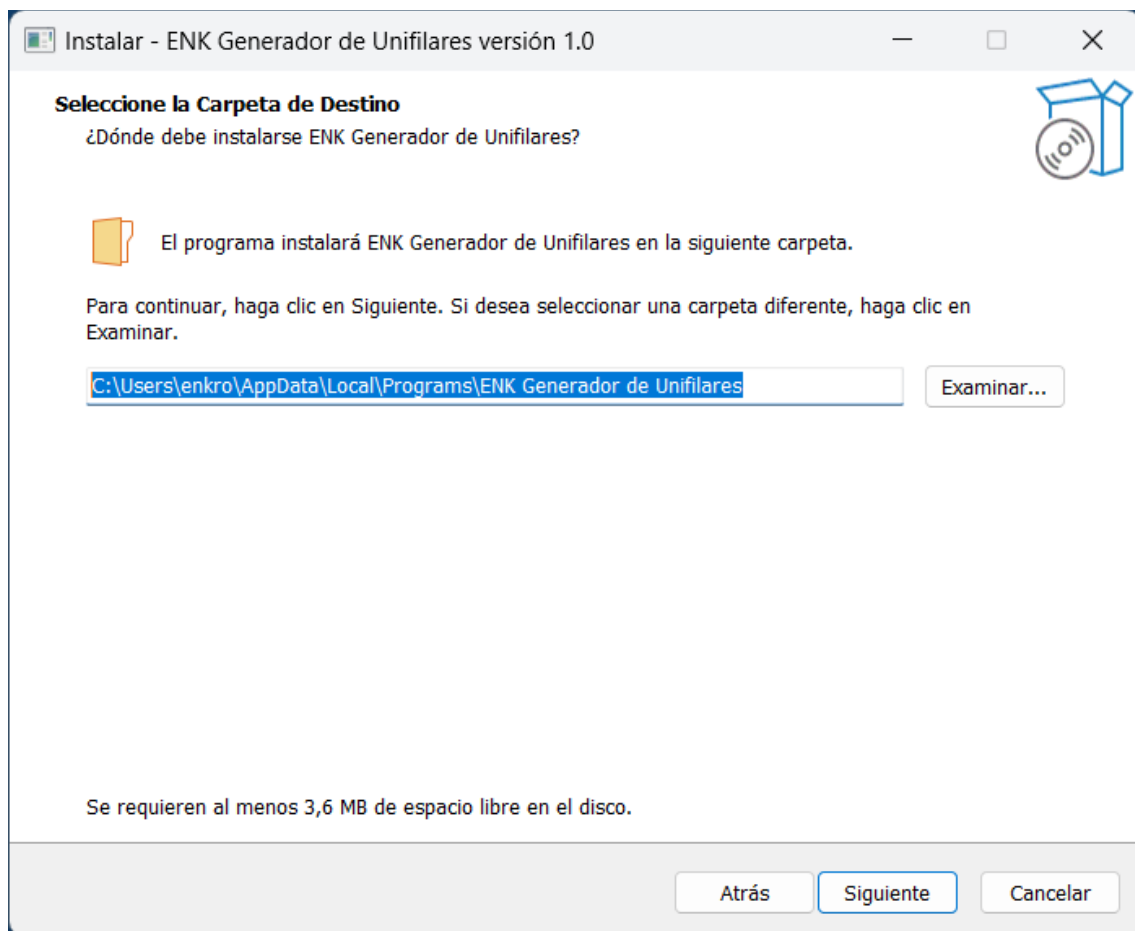 Instalar - ENK Generador de Unifilares versión 1.0
Seleccione la Carpeta de Destino
¿Dónde debe instalarse ENK Generador de Unifilares?
El programa instalará ENK Generador de Unifilares en la siguiente carpeta.
Para continuar, haga clic en Siguiente. Si desea seleccionar una carpeta diferente, haga clic en
Examinar.
C:\Users\enkro\AppData\Local\Programs\ENK Generador de Unifilares
Examinar...
Se requieren al menos 3,6 MB de espacio libre en el disco.
Atrás
Siguiente
Cancelar